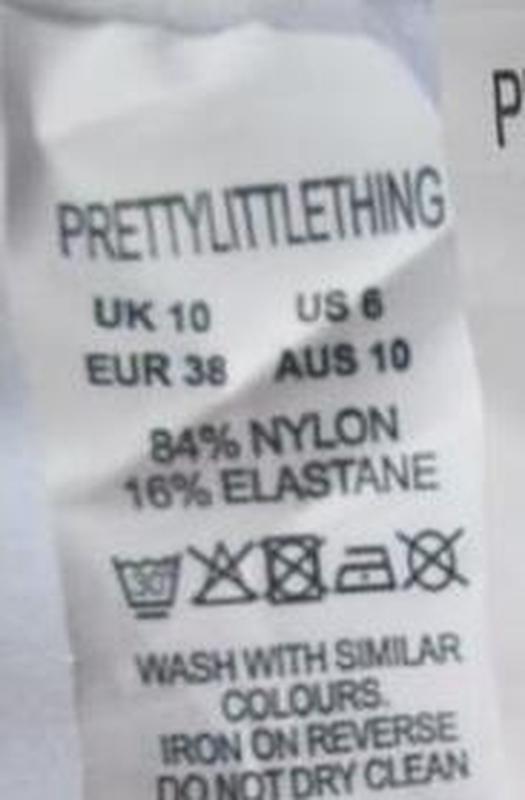 PRETTYLITTLETHING
UK 10 US 6
EUR 38 AUS 10
84% NYLON
16% ELASTANE
30
WASH WITH SIMILAR
COLOURS.
IRON ON REVERSE
DO NOT DRY CLEAN